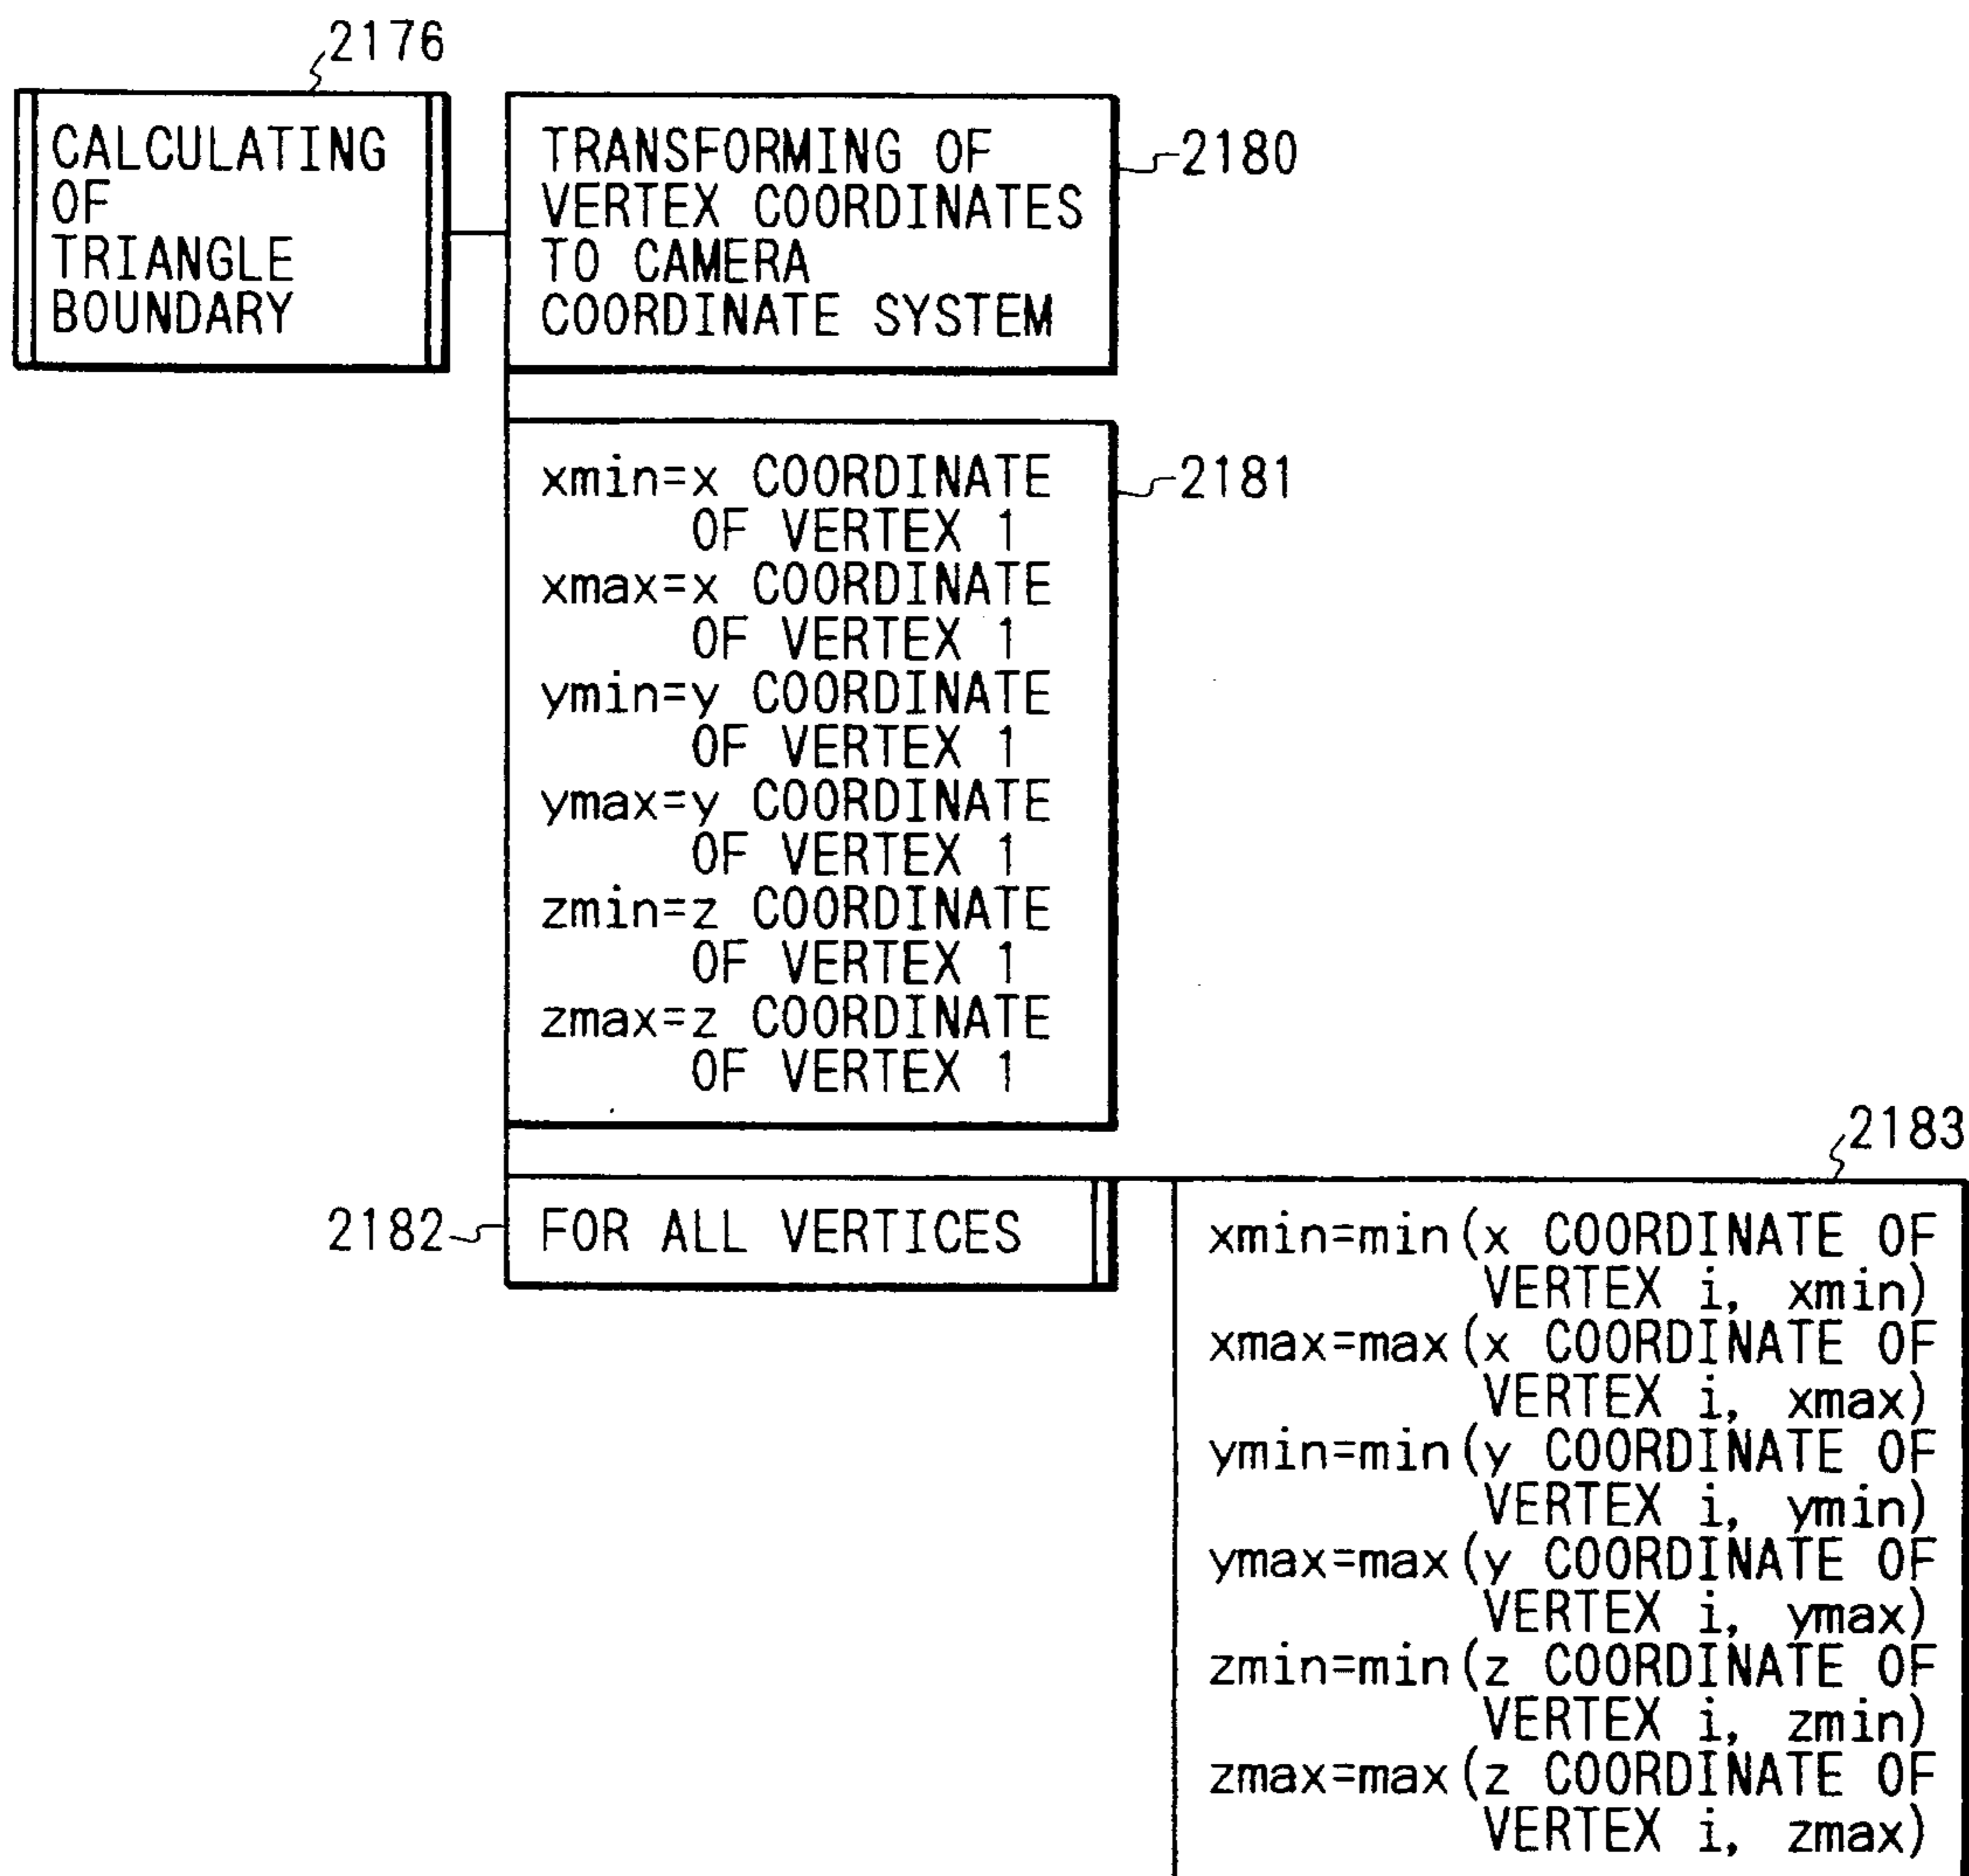 2176
CALCULATING
OF
TRIANGLE
BOUNDARY
TRANSFORMING OF
VERTEX COORDINATES
TO CAMERA
COORDINATE SYSTEM
2180
xmin=x COORDINATE
OF VERTEX 1
xmax=x COORDINATE
OF VERTEX 1
ymin=y COORDINATE
OF VERTEX 1
ymax=y COORDINATE
OF VERTEX 1
zmin=z COORDINATE
OF VERTEX 1
zmax=z COORDINATE
OF VERTEX 1
2181
2182
FOR ALL VERTICES
2183
xmin=min(x COORDINATE OF
VERTEX i, xmin)
xmax=max(x COORDINATE OF
VERTEX i, xmax)
ymin=min(y COORDINATE OF
VERTEX i, ymin)
ymax=max(y COORDINATE OF
VERTEX i, ymax)
zmin=min(z COORDINATE OF
VERTEX i, zmin)
zmax=max(z COORDINATE OF
VERTEX i, zmax)